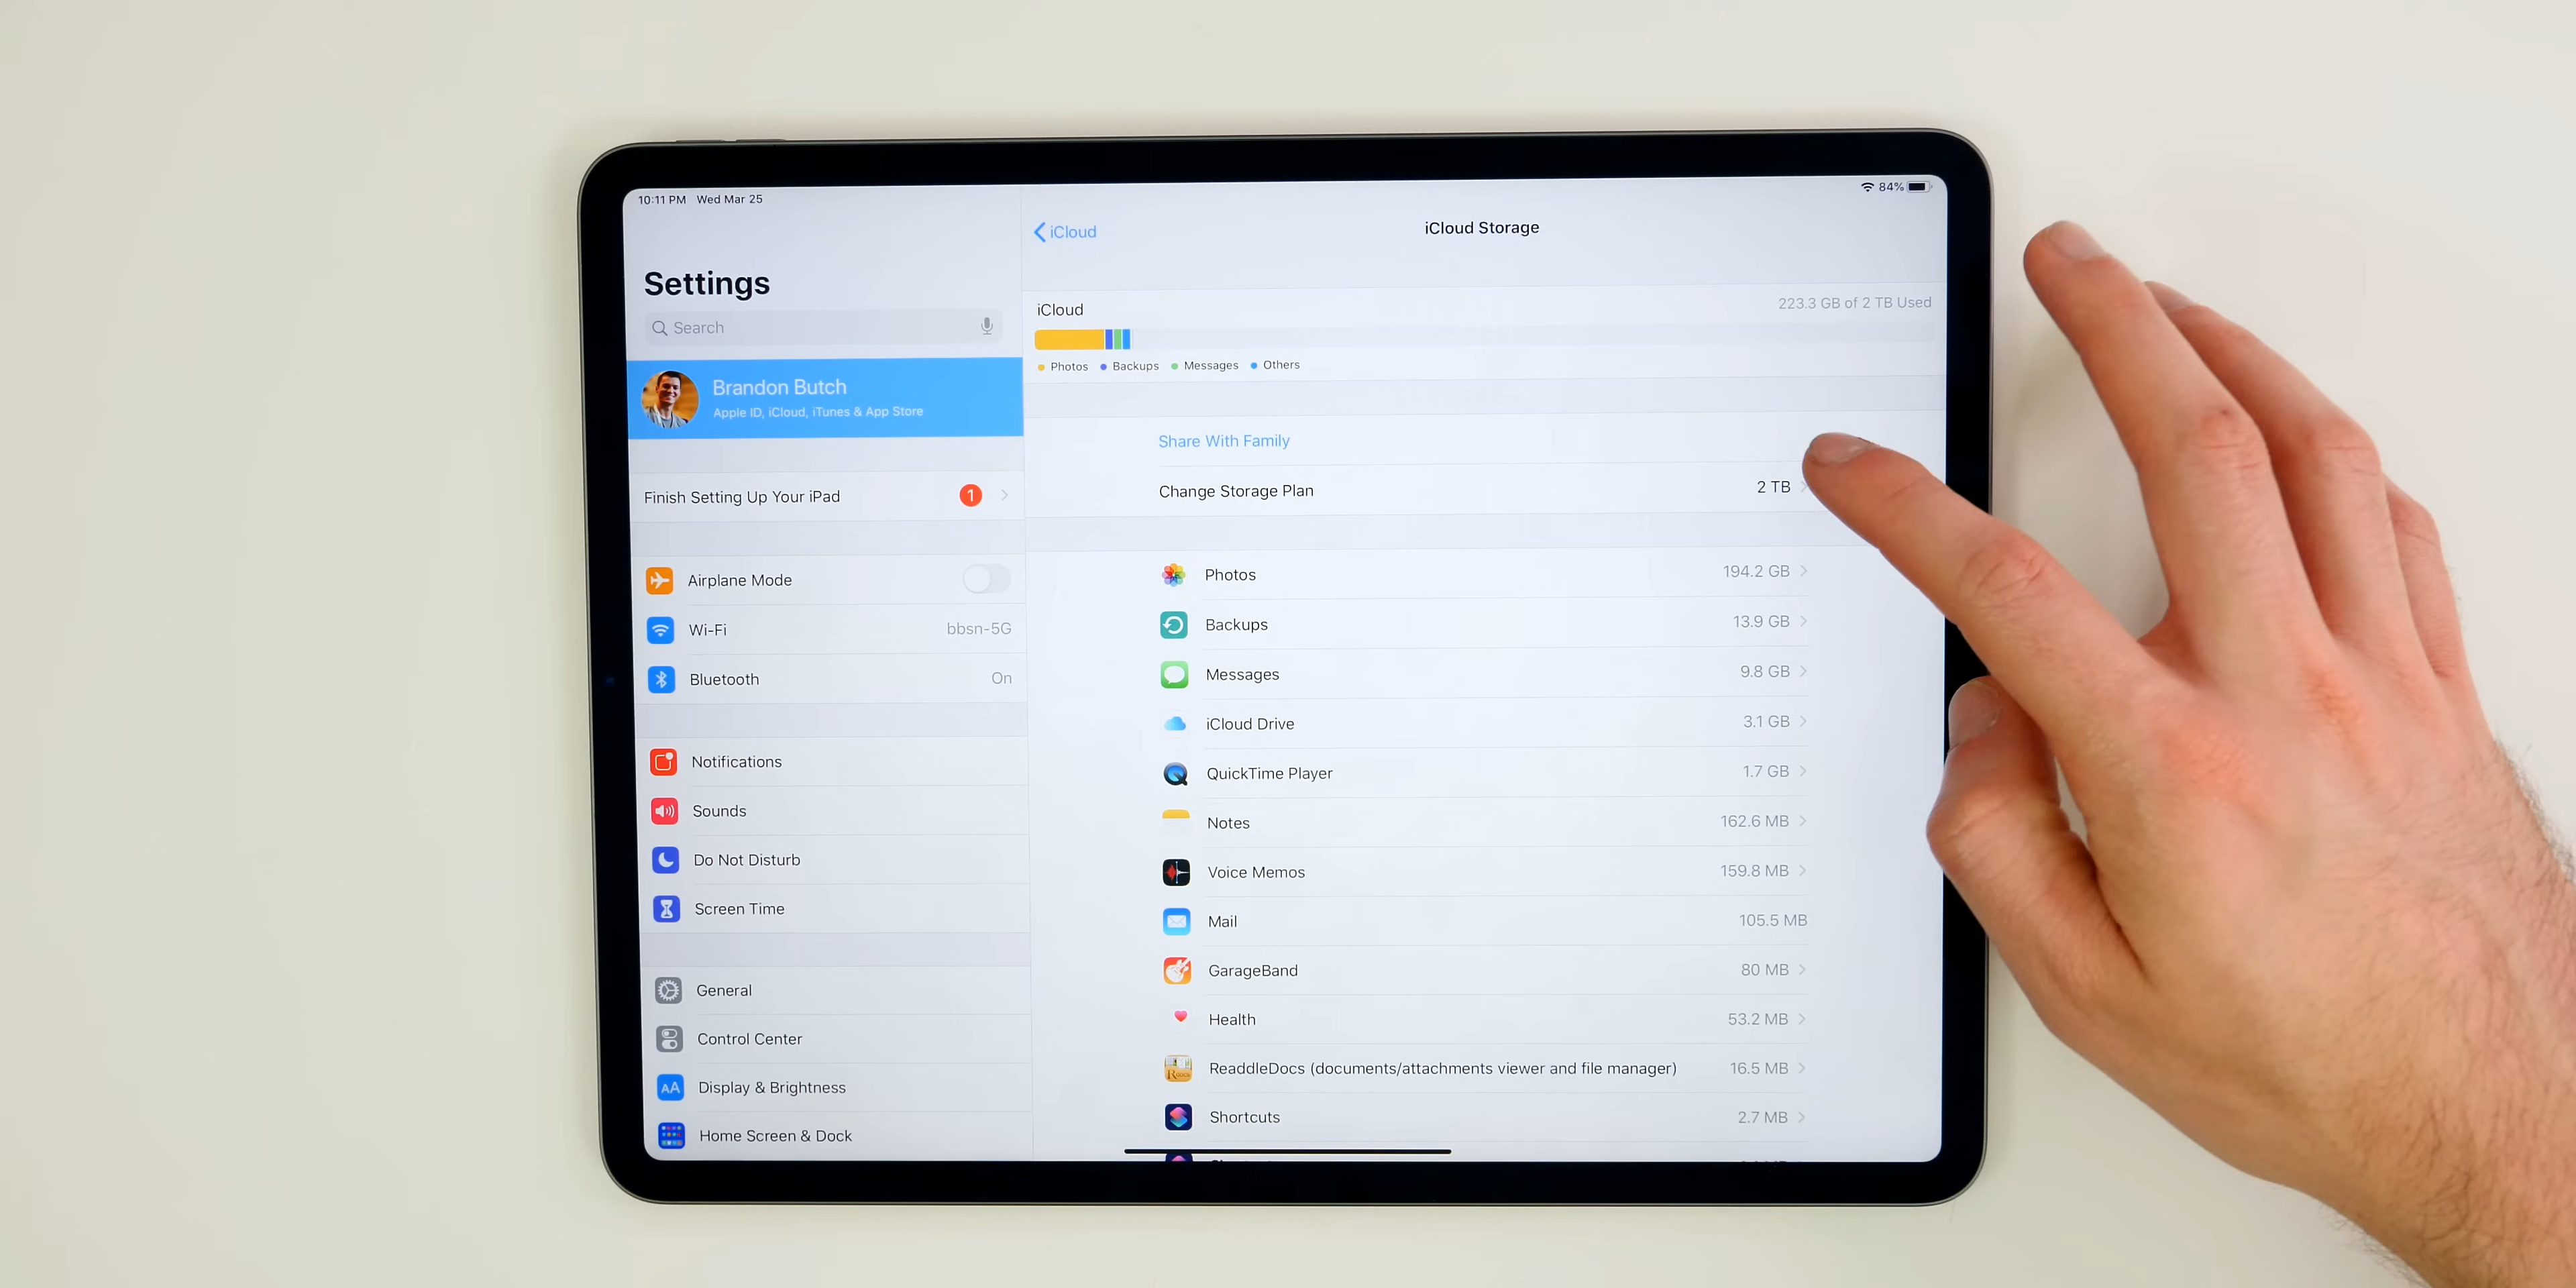 10:11 PM Wed Mar 25
84%
Settings
Search
Brandon Butch
Apple ID, iCloud, iTunes & App Store
Finish Setting Up Your iPad 1
Airplane Mode
Wi-Fi bbsn-5G
Bluetooth On
Notifications
Sounds
Do Not Disturb
Screen Time
General
Control Center
AA Display & Brightness
Home Screen & Dock
iCloud
iCloud Storage
iCloud 223.3 GB of 2 TB Used
Photos Backups Messages Others
Share With Family
Change Storage Plan 2 TB
Photos 194.2 GB
Backups 13.9 GB
Messages 9.8 GB
iCloud Drive 3.1 GB
QuickTime Player 1.7 GB
Notes 162.6 MB
Voice Memos 159.8 MB
Mail 105.5 MB
GarageBand 80 MB
Health 53.2 MB
ReaddleDocs (documents/attachments viewer and file manager) 16.5 MB
Shortcuts 2.7 MB